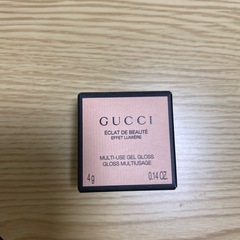 GUCCI
ÉCLAT DE BEAUTÉ
EFFET LUMIÈRE
MULTI-USE GEL GLOSS
GLOSS MULTIUSAGE
4g 0.14 OZ.